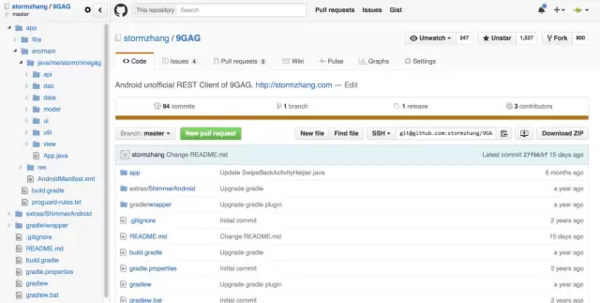 stormzhang / 9GAG
master
app
libs
src/main
java/me/storm/ninegag
api
dao
data
model
ui
util
view
App.java
res
AndroidManifest.xml
build.gradle
proguard-rules.txt
extras/ShimmerAndroid
gradle/wrapper
.gitignore
README.md
build.gradle
gradle.properties
gradlew
gradlew.bat
This repository Search Pull requests Issues Gist
stormzhang / 9GAG
Unwatch 247 Unstar 1,527 Fork 800
Code Issues 4 Pull requests 2 Wiki Pulse Graphs Settings
Android unofficial REST Client of 9GAG. http://stormzhang.com — Edit
94 commits 1 branch 1 release 3 contributors
Branch: master New pull request New file Find file SSH git@github.com:stormzhang/9GA Download ZIP
stormzhang Change README.md Latest commit 27fbb5f 15 days ago
app Update SwipeBackActivityHelper.java 6 months ago
extras/ShimmerAndroid Upgrade gradle a year ago
gradle/wrapper Upgrade gradle plugin a year ago
.gitignore Initial commit 2 years ago
README.md Change README.md 15 days ago
build.gradle Upgrade gradle a year ago
gradle.properties Initial commit 2 years ago
gradlew Upgrade gradle plugin a year ago
gradlew.bat Initial commit 2 years ago